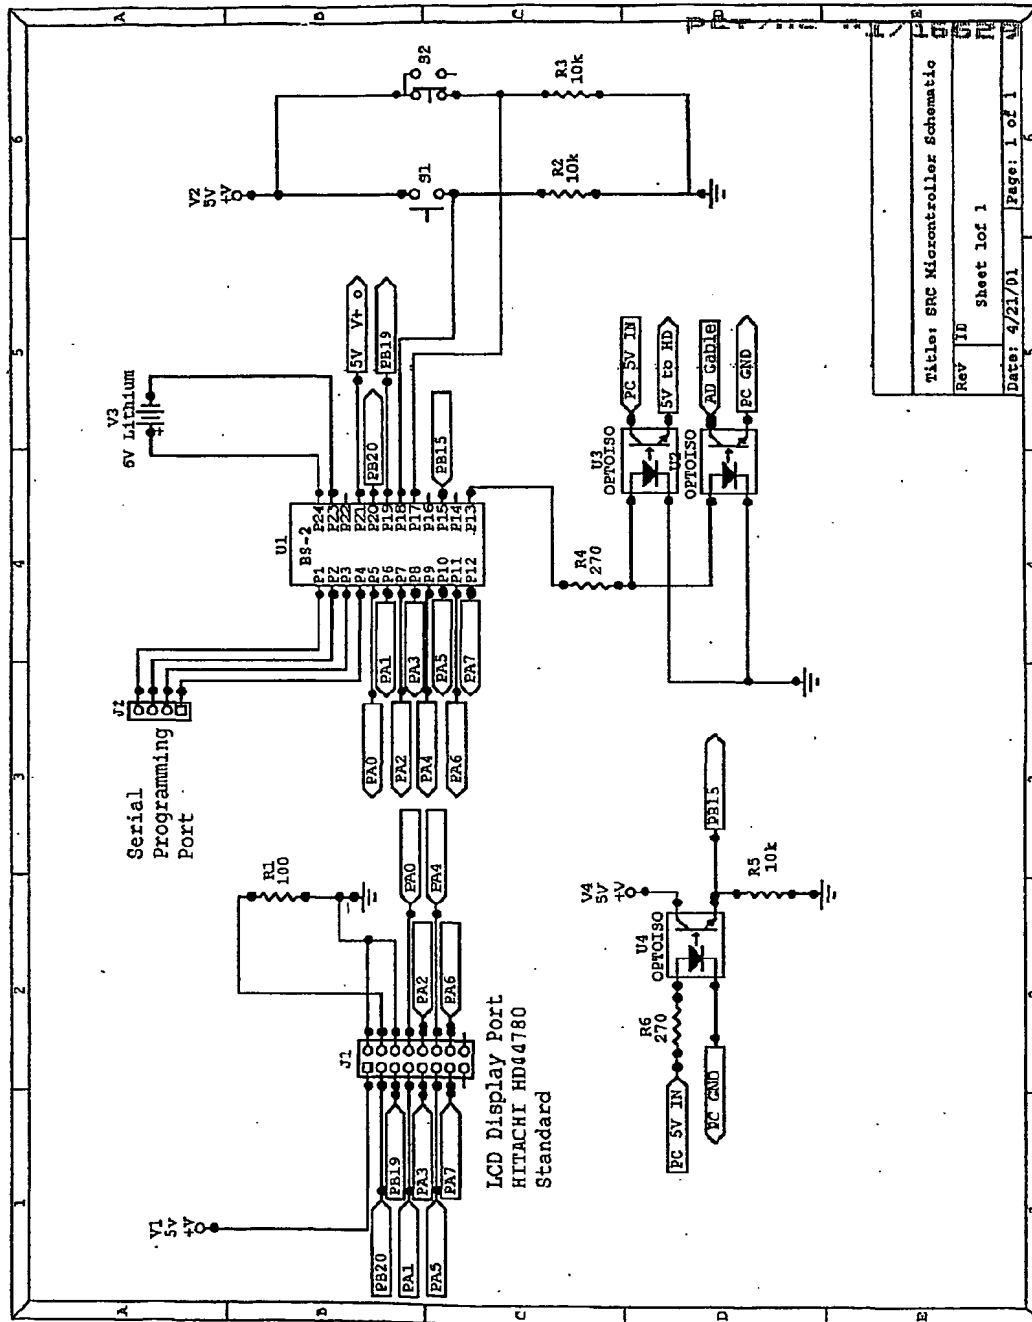 A
B
C
D
E
1
2
3
4
5
6
V1
5V
+V
J1
PB20
PB19
PA1
PA3
PA5
PA7
R1
100
PA0
PA4
PA2
PA6
LCD Display Port
HITACHI HD44780
Standard
Serial
Programming
Port
J2
U1
BS-2
P1
P2
P3
P4
P5
P6
P7
P8
P9
P10
P11
P12
P24
P23
P22
P21
P20
P19
P18
P17
P16
P15
P14
P13
PA0
PA1
PA2
PA3
PA4
PA5
PA6
PA7
V3
6V Lithium
+
5V V+
PB19
PB20
PB15
V2
5V
+V
S1
S2
R2
10k
R3
10k
R4
270
U3
OPTOISO
U2
OPTOISO
PC 5V IN
5V to HD
AD Cable
PC GND
V4
5V
+V
U4
OPTOISO
R6
270
PC 5V IN
PC GND
PB15
R5
10k
Title: SRC Microntroller Schematic
Rev
ID
Sheet 1of 1
Date: 4/21/01
Page: 1 of 1
A
B
C
D
E